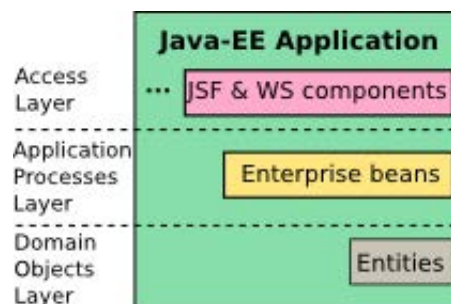 Java-EE Application
Access
Layer
... JSF & WS components
Application
Processes
Layer
Enterprise beans
Domain
Objects
Layer
Entities